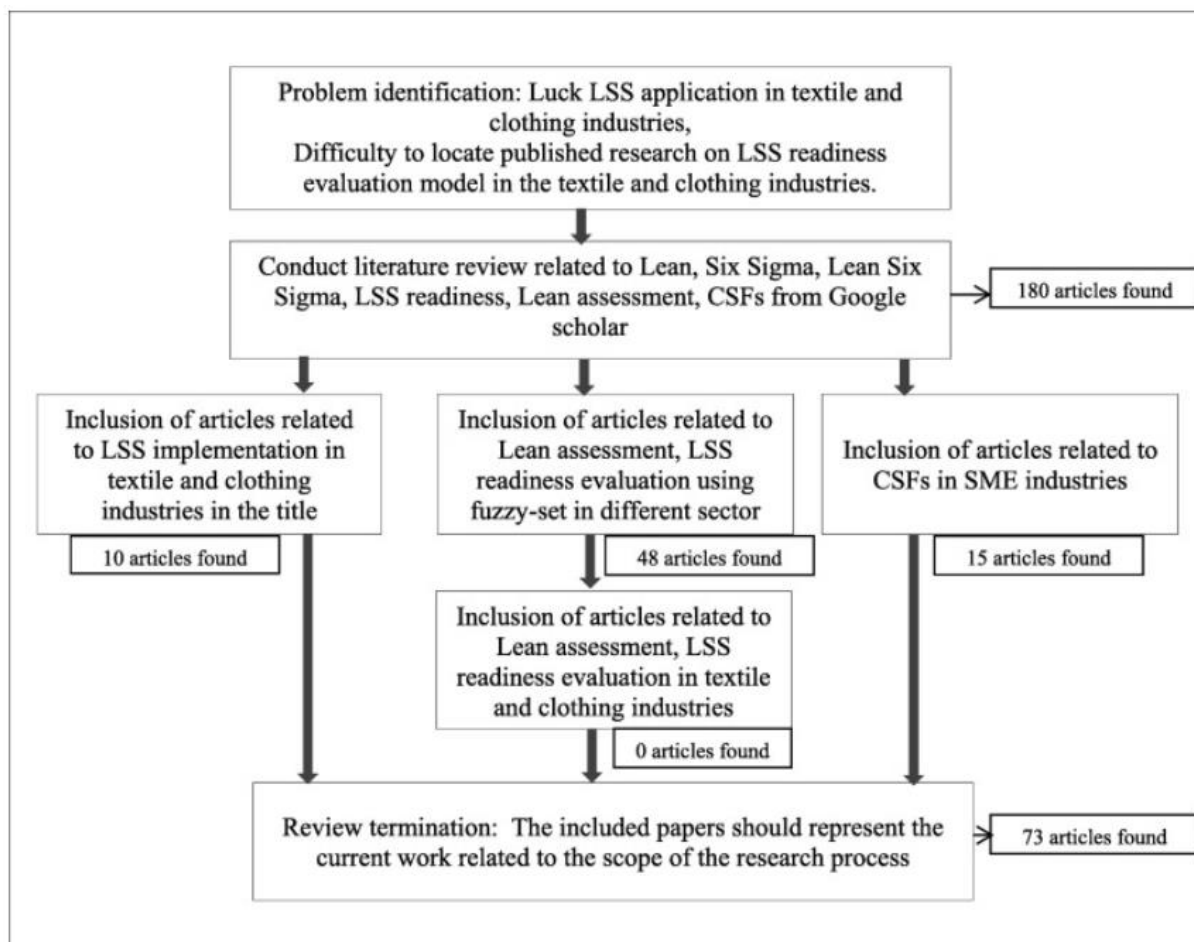 Problem identification: Luck LSS application in textile and
clothing industries,
Difficulty to locate published research on LSS readiness
evaluation model in the textile and clothing industries.
Conduct literature review related to Lean, Six Sigma, Lean Six
Sigma, LSS readiness, Lean assessment, CSFs from Google
scholar
180 articles found
Inclusion of articles related
to LSS implementation in
textile and clothing
industries in the title
10 articles found
Inclusion of articles related to
Lean assessment, LSS
readiness evaluation using
fuzzy-set in different sector
48 articles found
Inclusion of articles related to
CSFs in SME industries
15 articles found
Inclusion of articles related to
Lean assessment, LSS
readiness evaluation in textile
and clothing industries
0 articles found
Review termination: The included papers should represent the
current work related to the scope of the research process
73 articles found